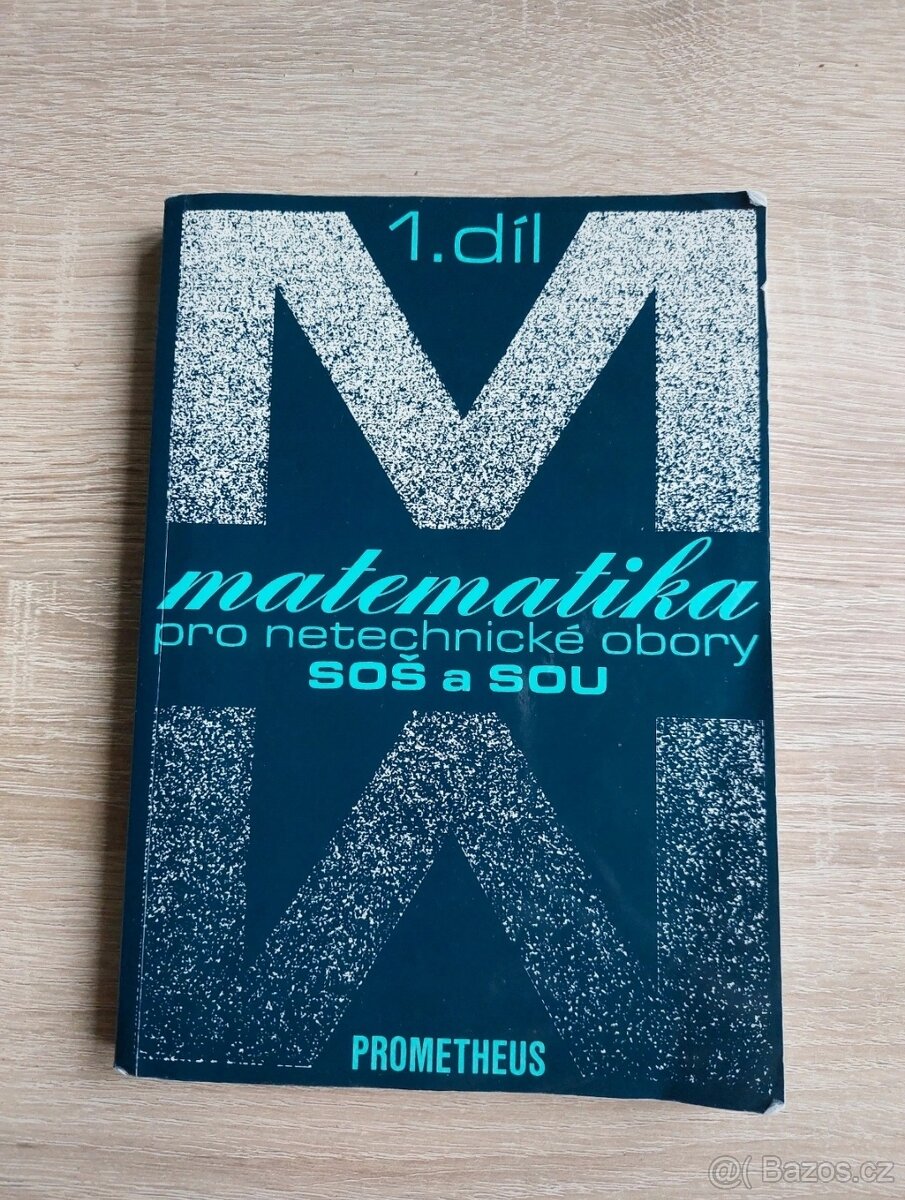 1.díl
matematika
pro netechnické obory
SOŠ a SOU
PROMETHEUS
@( Bazos.cz